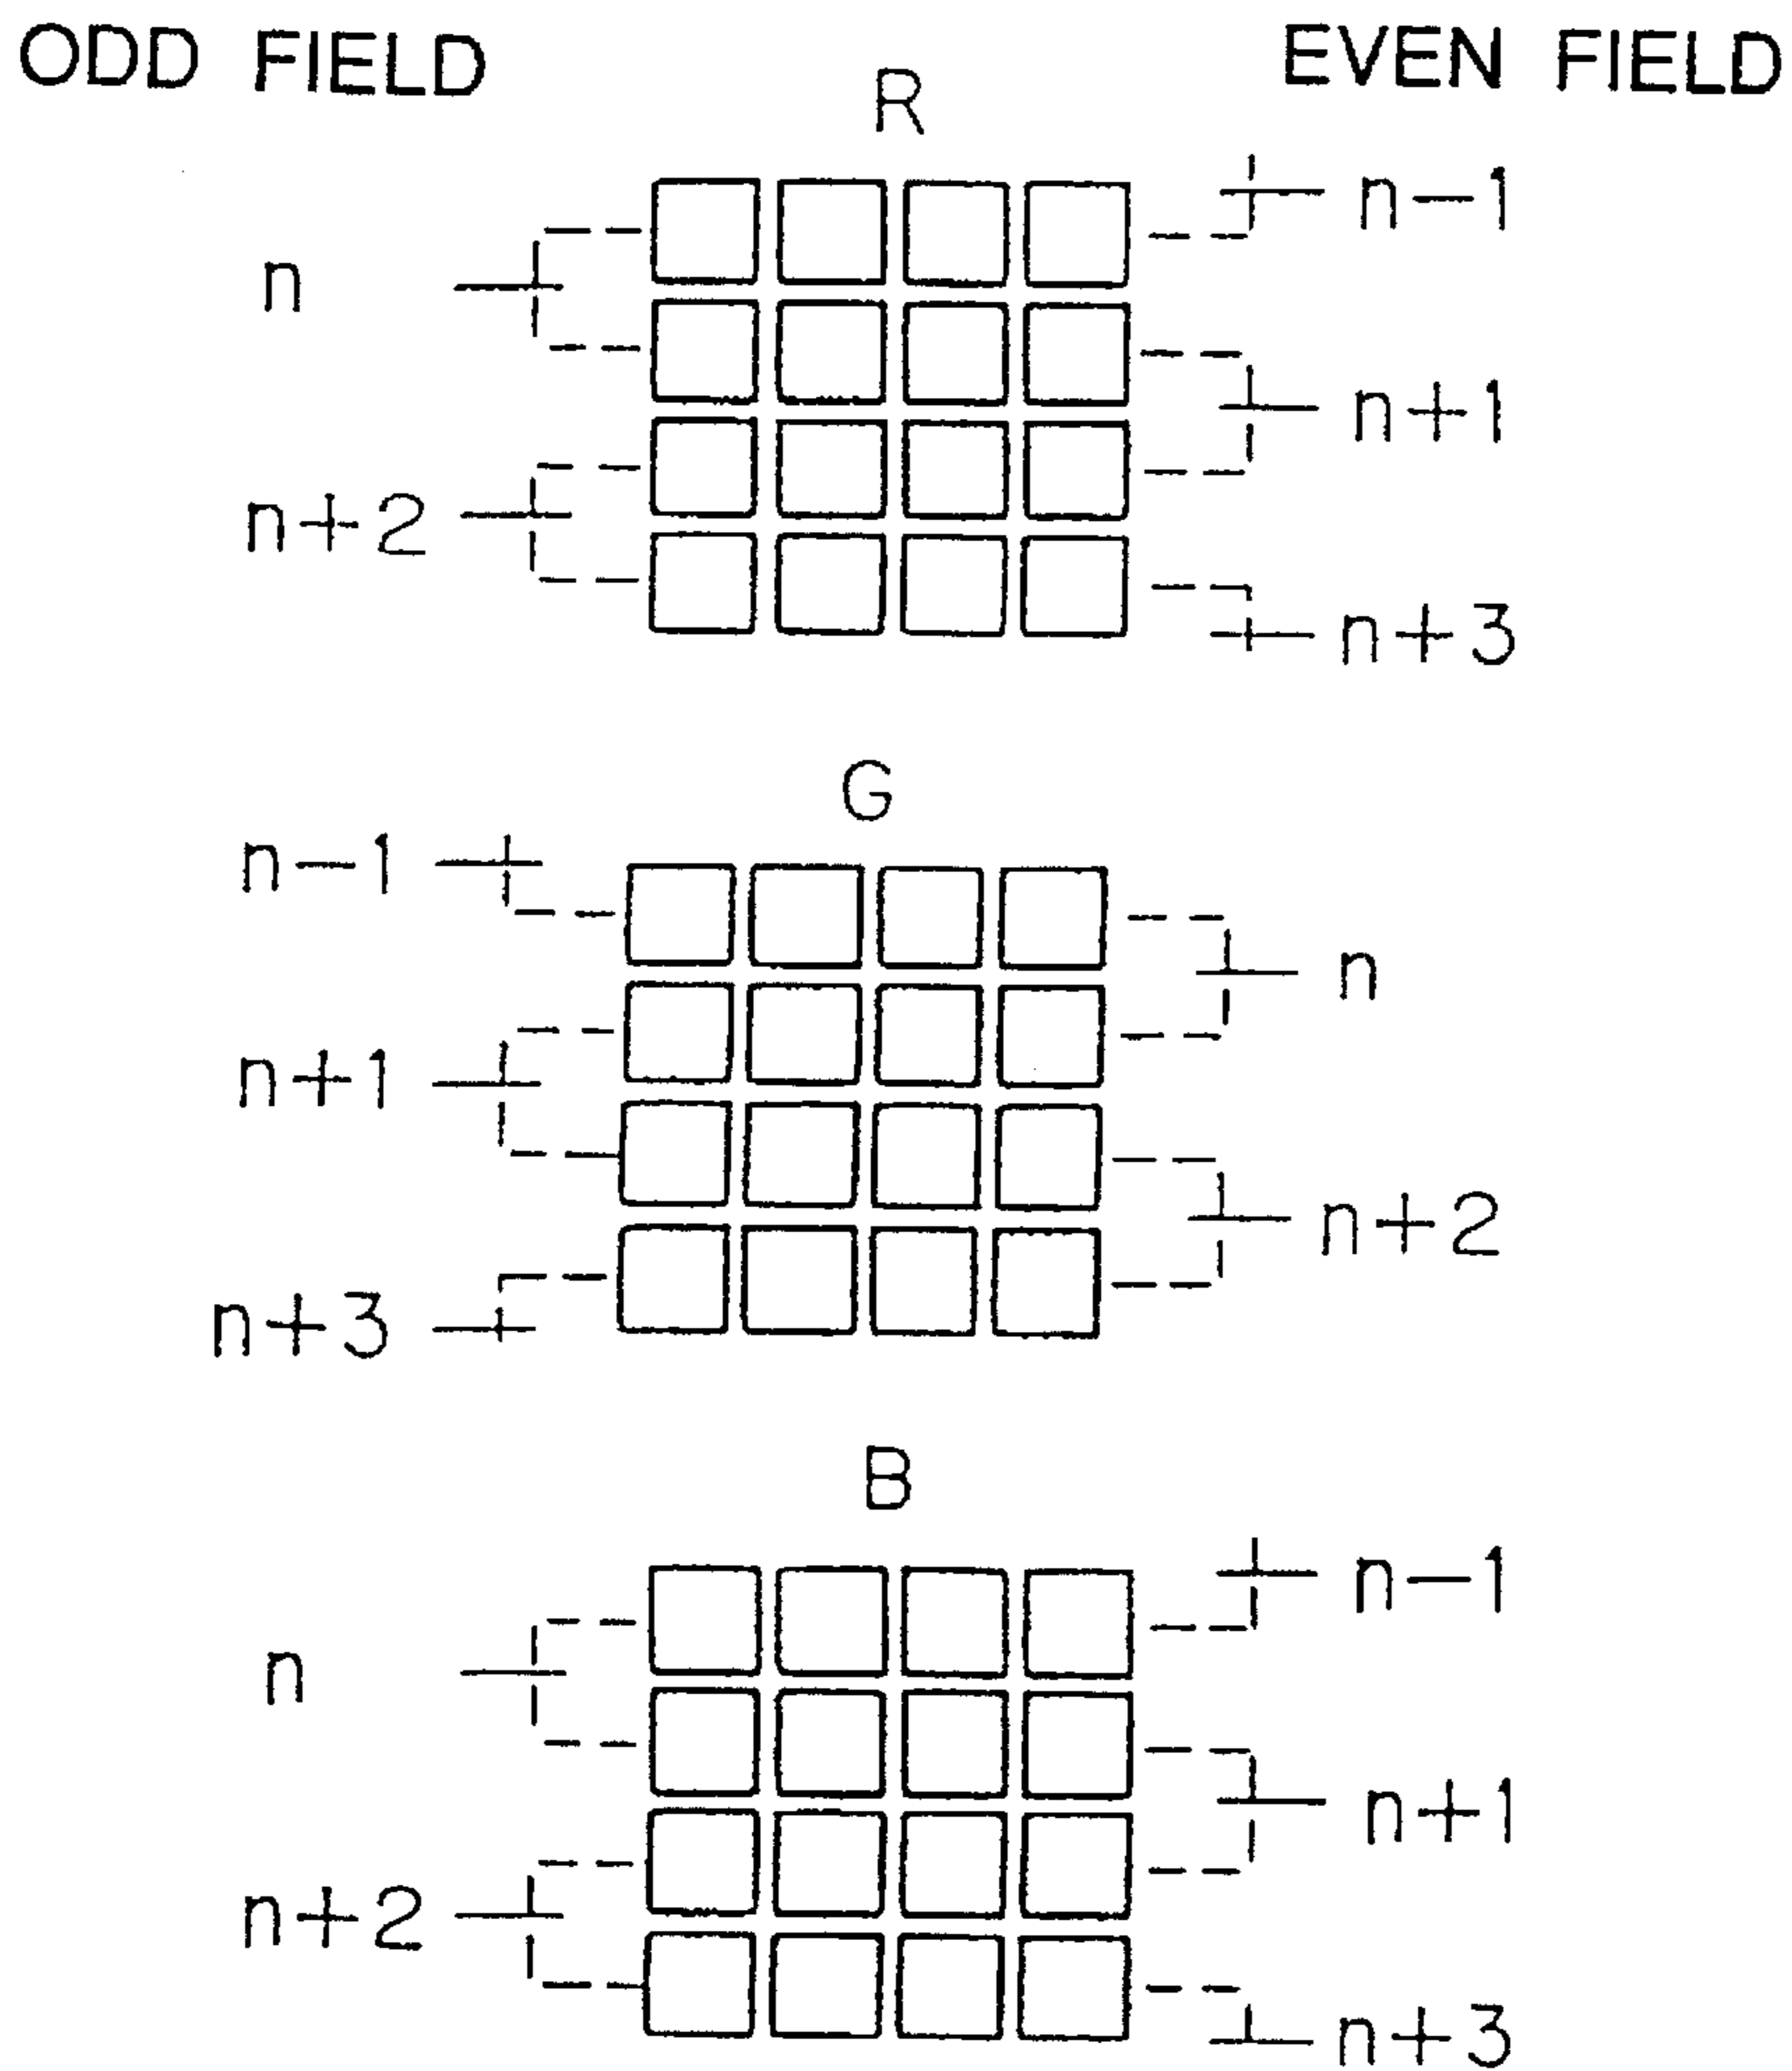 ODD FIELD EVEN FIELD
R
n n-1
n+1
n+2
n+3
G
n-1
n
n+1
n+2
n+3
B
n-1
n
n+1
n+2
n+3